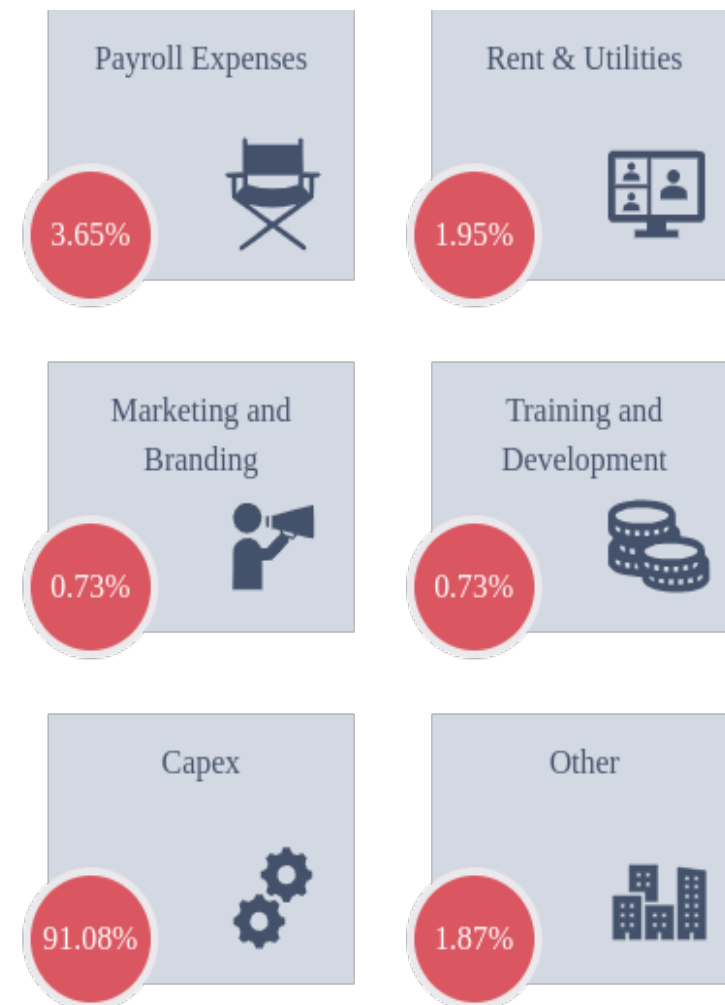 Payroll Expenses
3.65%
Rent & Utilities
1.95%
Marketing and
Branding
0.73%
Training and
Development
0.73%
Capex
91.08%
Other
1.87%